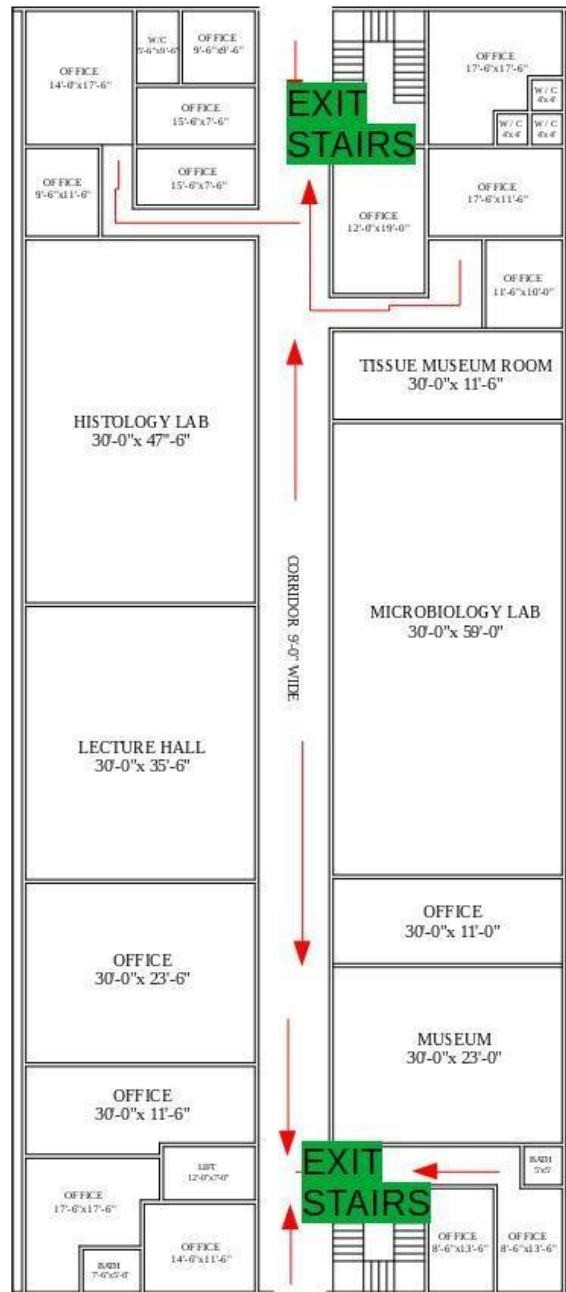 OFFICE
14'-0"x17'-6"
W/C
5'-6"x9'-6"
OFFICE
9'-6"x9'-6"
OFFICE
15'-6"x7'-6"
OFFICE
15'-6"x7'-6"
OFFICE
9'-6"x11'-6"
EXIT
STAIRS
OFFICE
17'-6"x17'-6"
W/C
4'x4'
W/C
4'x4'
W/C
4'x4'
OFFICE
12'-0"x19'-0"
OFFICE
17'-6"x11'-6"
OFFICE
11'-6"x10'-0"
TISSUE MUSEUM ROOM
30'-0"x 11'-6"
HISTOLOGY LAB
30'-0"x 47"-6"
CORRIDOR 9'-0" WIDE
MICROBIOLOGY LAB
30'-0"x 59'-0"
LECTURE HALL
30'-0"x 35'-6"
OFFICE
30'-0"x 11'-0"
OFFICE
30'-0"x 23'-6"
MUSEUM
30'-0"x 23'-0"
OFFICE
30'-0"x 11'-6"
LIFT
12'-0"x7'-0"
EXIT
STAIRS
BATH
5'x5'
OFFICE
17'-6"x17'-6"
BATH
7'-6"x5'-6"
OFFICE
14'-6"x11'-6"
OFFICE
8'-6"x13'-6"
OFFICE
8'-6"x13'-6"